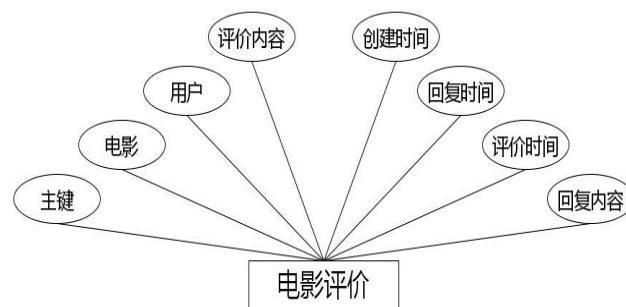 评价内容
创建时间
用户
回复时间
电影
评价时间
主键
回复内容
电影评价